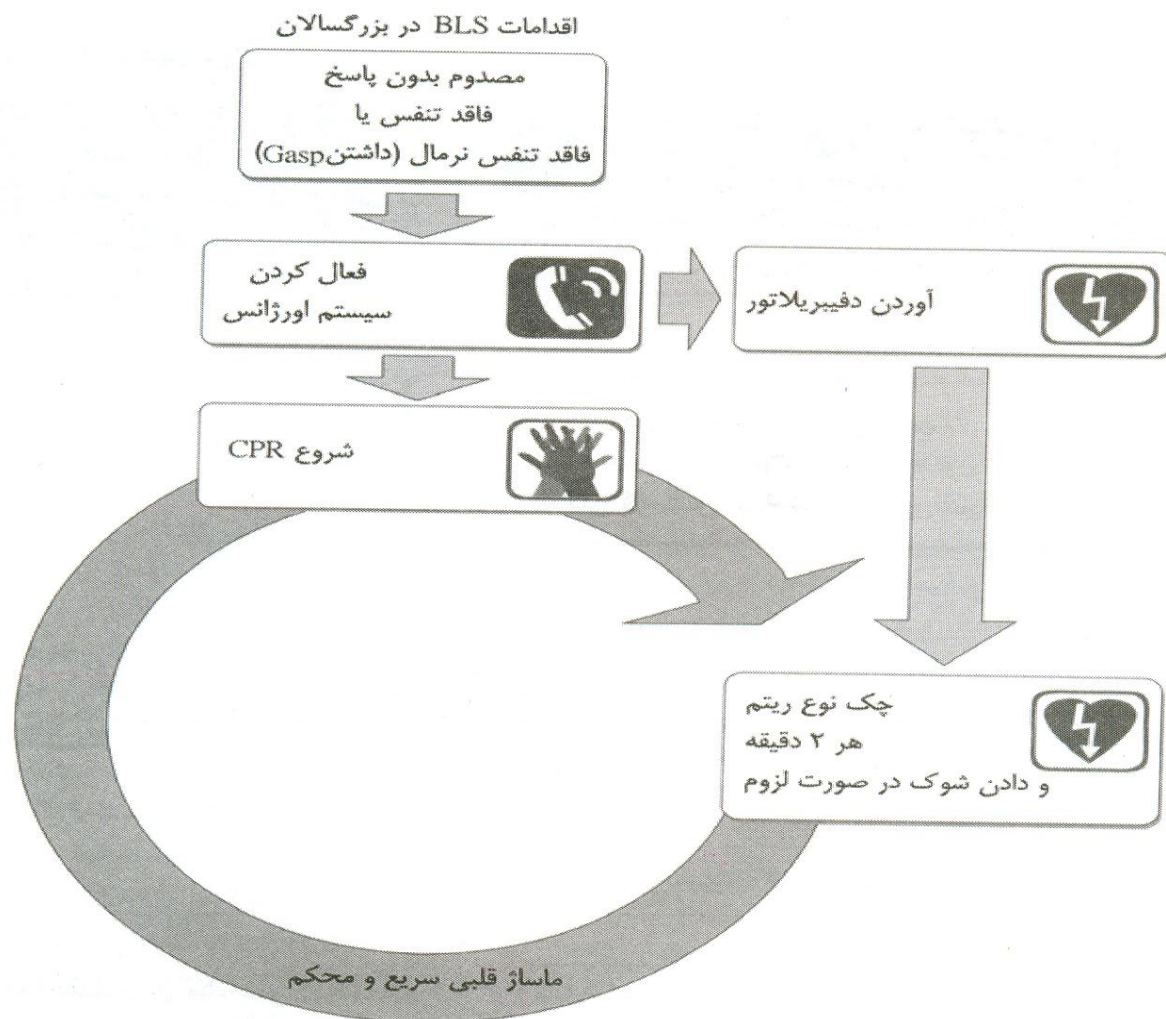 اقدامات BLS در بزرگسالان
مصدوم بدون پاسخ
فاقد تنفس یا
فاقد تنفس نرمال (داشتنGasp)
فعال کردن
سیستم اورژانس
آوردن دفیبریلاتور
شروع CPR
چک نوع ریتم
هر ۲ دقیقه
و دادن شوک در صورت لزوم
ماساژ قلبی سریع و محکم